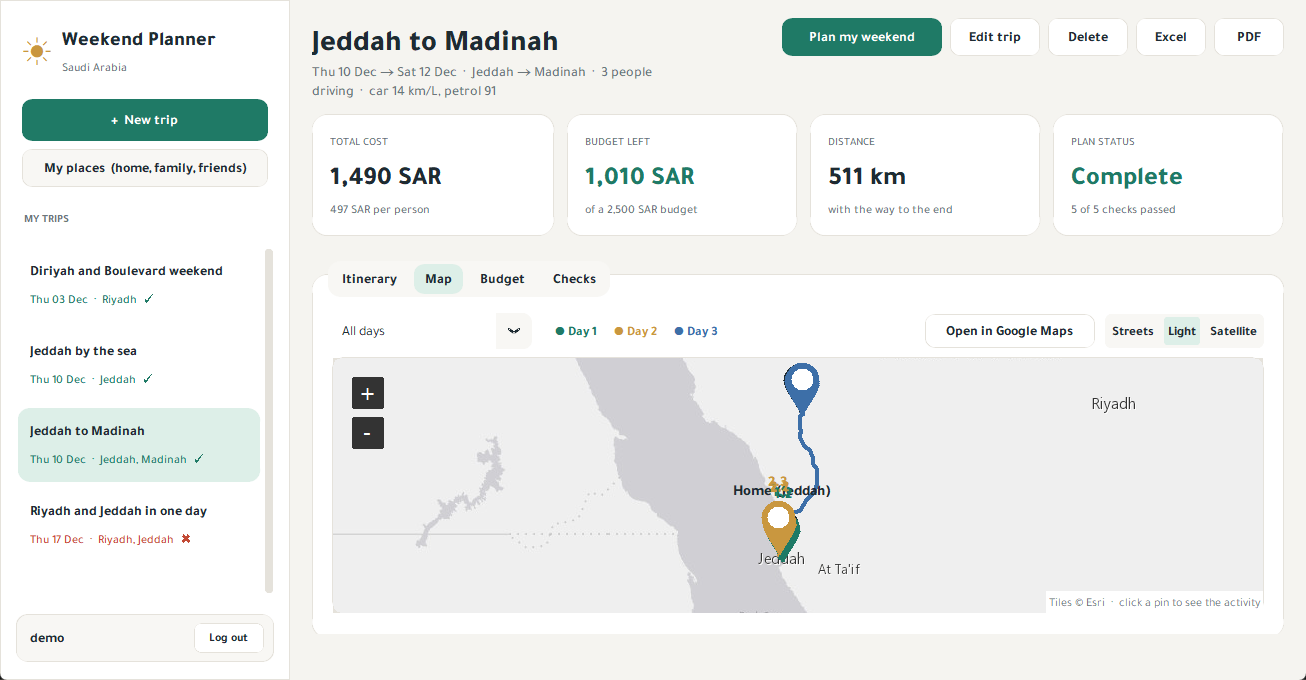 Weekend Planner
Saudi Arabia
+ New trip
My places (home, family, friends)
MY TRIPS
Diriyah and Boulevard weekend
Thu 03 Dec · Riyadh ✓
Jeddah by the sea
Thu 10 Dec · Jeddah ✓
Jeddah to Madinah
Thu 10 Dec · Jeddah, Madinah ✓
Riyadh and Jeddah in one day
Thu 17 Dec · Riyadh, Jeddah ✖
demo
Log out
Jeddah to Madinah
Plan my weekend
Edit trip
Delete
Excel
PDF
Thu 10 Dec → Sat 12 Dec · Jeddah → Madinah · 3 people
driving · car 14 km/L, petrol 91
TOTAL COST
1,490 SAR
497 SAR per person
BUDGET LEFT
1,010 SAR
of a 2,500 SAR budget
DISTANCE
511 km
with the way to the end
PLAN STATUS
Complete
5 of 5 checks passed
Itinerary
Map
Budget
Checks
All days
Day 1
Day 2
Day 3
Open in Google Maps
Streets
Light
Satellite
+
-
Riyadh
Home (Jeddah)
Jeddah
At Ta'if
Tiles © Esri · click a pin to see the activity